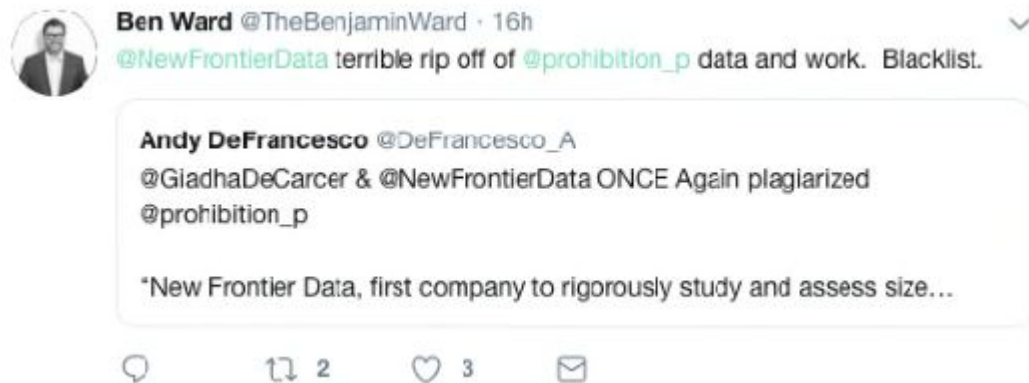 Ben Ward @TheBenjaminWard · 16h
@NewFrontierData terrible rip off of @prohibition_p data and work.  Blacklist.
Andy DeFrancesco @DeFrancesco_A
@GiadhaDeCarcer & @NewFrontierData ONCE Again plagiarized
@prohibition_p
“New Frontier Data, first company to rigorously study and assess size…
2 3